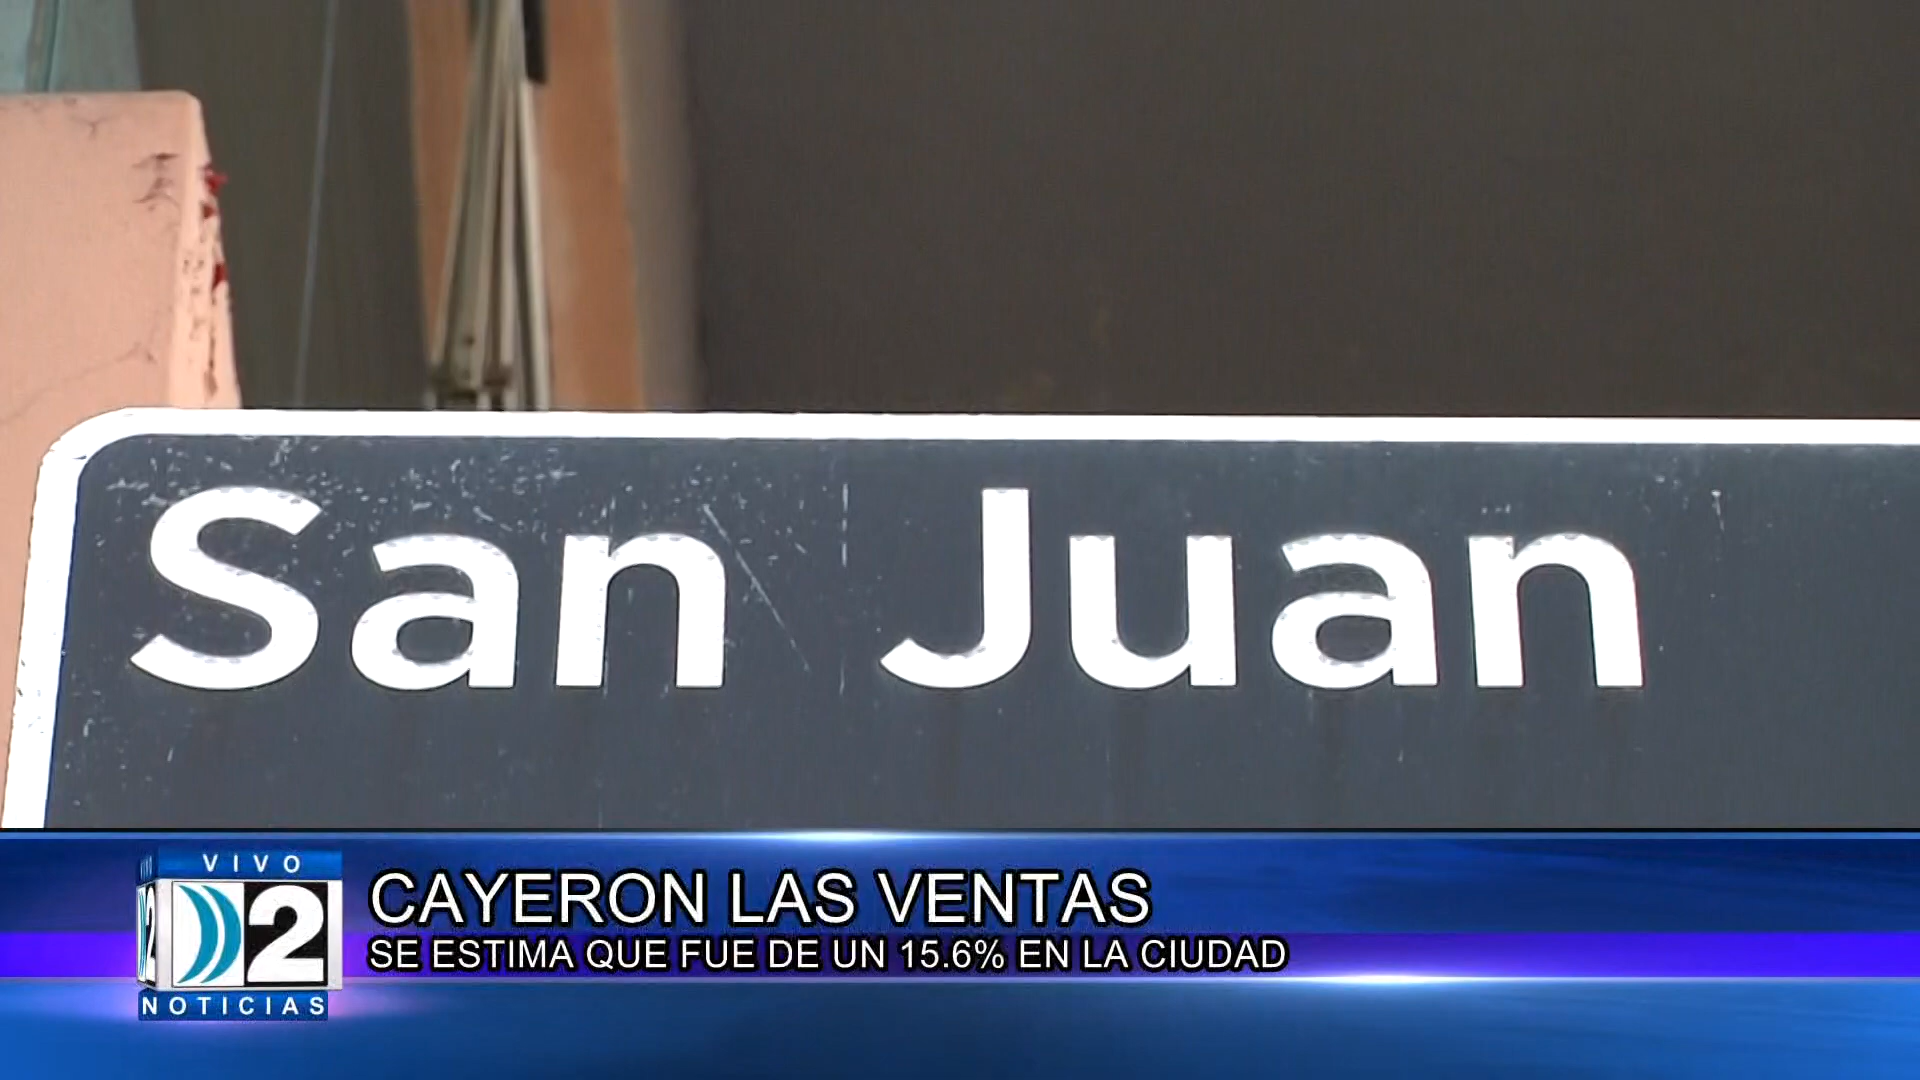 San Juan
VIVO
2
2
NOTICIAS
CAYERON LAS VENTAS
SE ESTIMA QUE FUE DE UN 15.6% EN LA CIUDAD